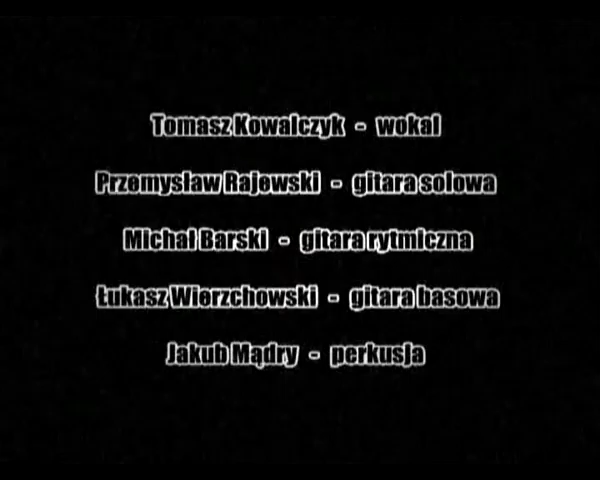 Tomasz Kowalczyk - wokal
Przemysław Rajewski - gitara solowa
Michał Barski - gitara rytmiczna
Łukasz Wierzchowski - gitara basowa
Jakub Mądry - perkusja